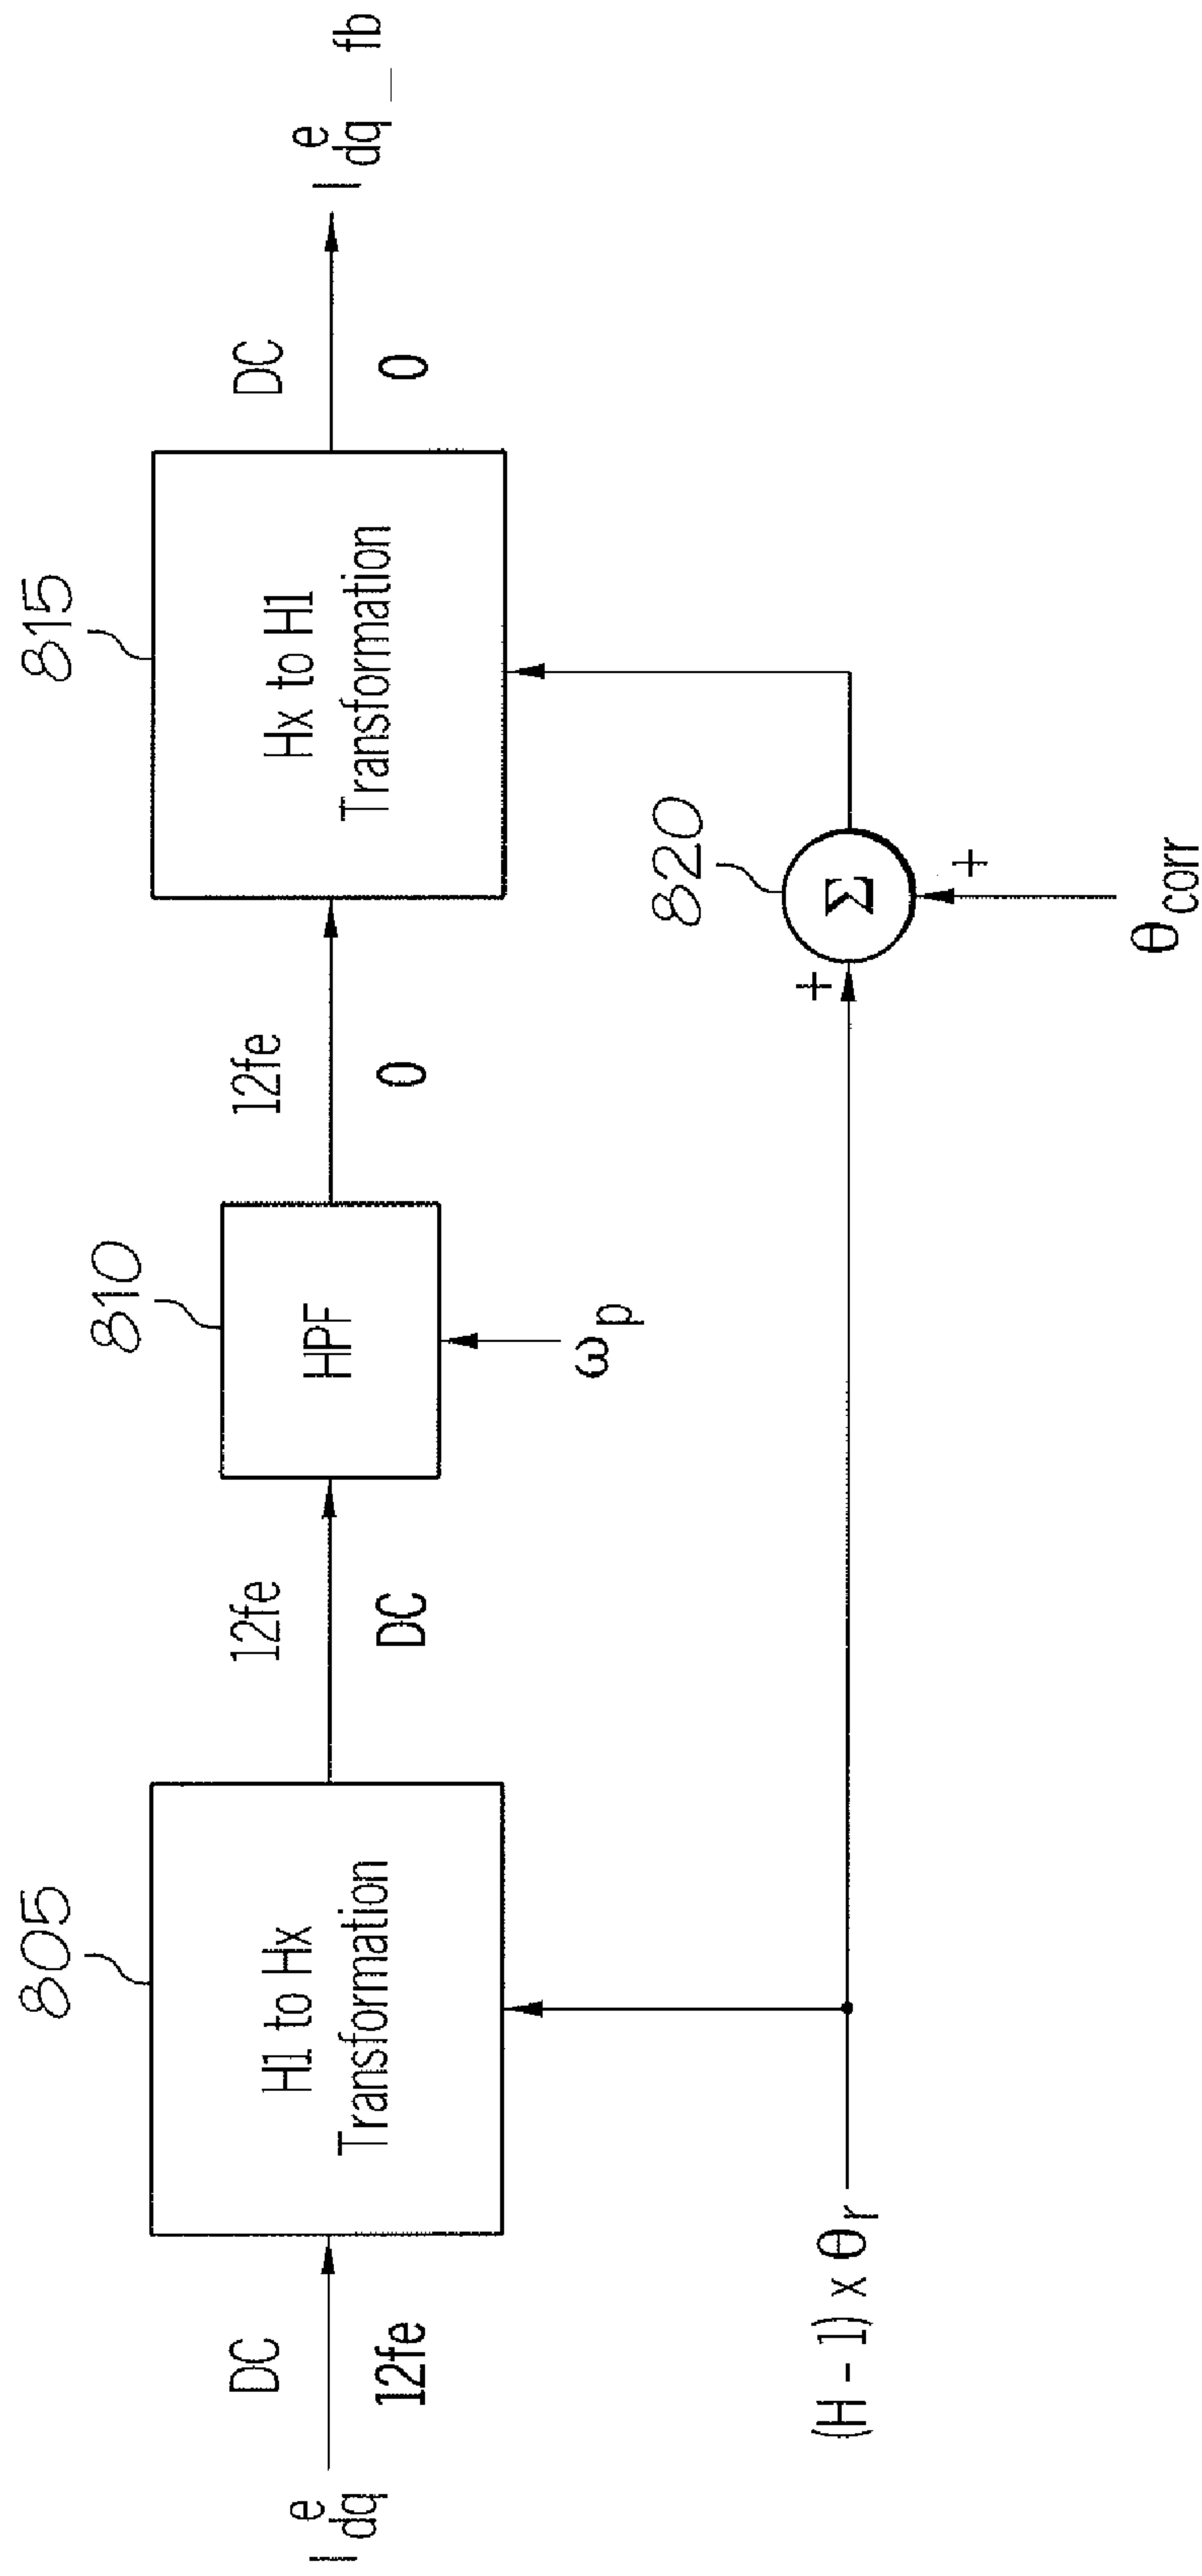 I^e_dq
DC
12fe
805
H1 to Hx
Transformation
12fe
DC
810
HPF
ω_p
12fe
0
815
Hx to H1
Transformation
DC
0
I^e_dq_fb
(H - 1) x θ_r
+
820
Σ
+
θ_corr